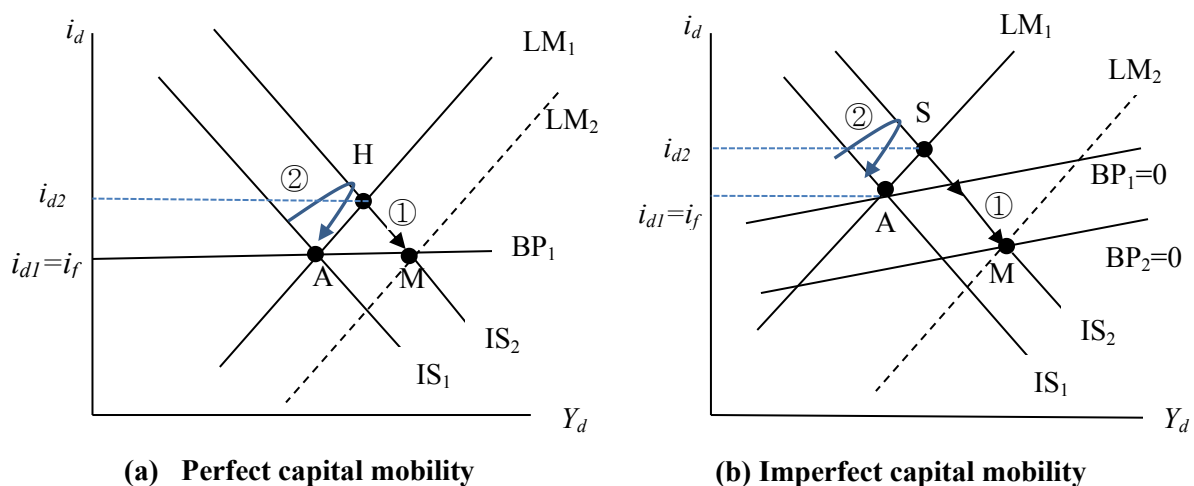 i_d
LM₁
LM₂
②
H
i_d2
①
i_d1=i_f
BP₁
A
M
IS₂
IS₁
Y_d
(a) Perfect capital mobility
i_d
LM₁
LM₂
②
S
i_d2
BP₁=0
i_d1=i_f
①
A
BP₂=0
M
IS₂
IS₁
Y_d
(b) Imperfect capital mobility